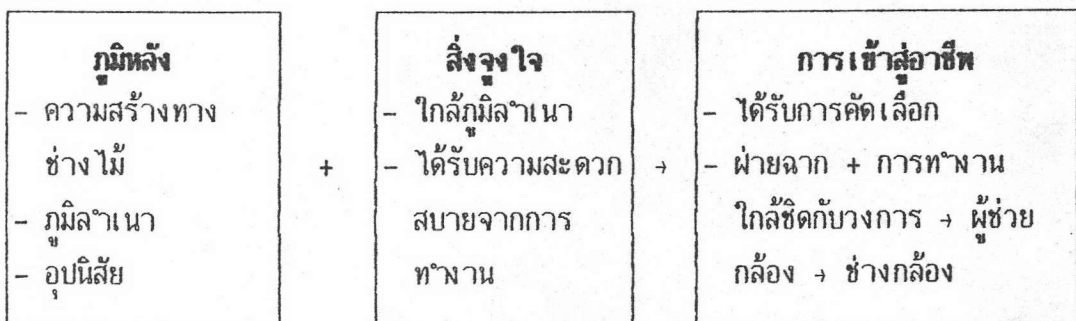 ภูมิหลัง
- ความสร้างทาง
ช่างไม้
- ภูมิลำเนา
- อุปนิสัย
+
สิ่งจูงใจ
- ใกล้ภูมิลำเนา
- ได้รับความสะดวก
สบายจากการ
ทำงาน
→
การเข้าสู่อาชีพ
- ได้รับการคัดเลือก
- ฝ่ายฉาก + การทำงาน
ใกล้ชิดกับวงการ → ผู้ช่วย
กล้อง → ช่างกล้อง